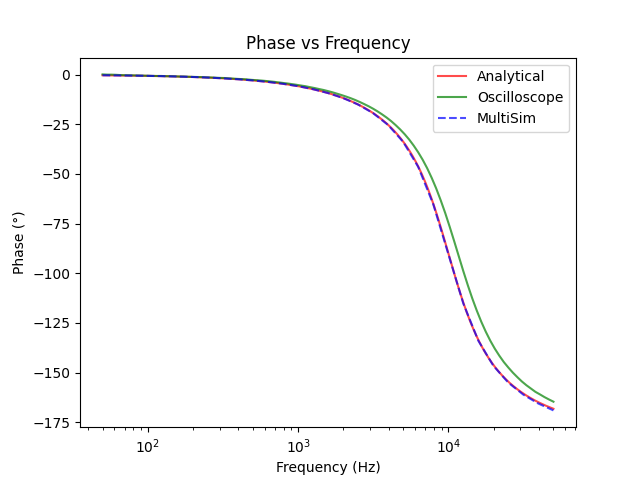 Phase vs Frequency
Analytical
Oscilloscope
MultiSim
0
−25
−50
−75
−100
−125
−150
−175
Phase (°)
10²
10³
10⁴
Frequency (Hz)